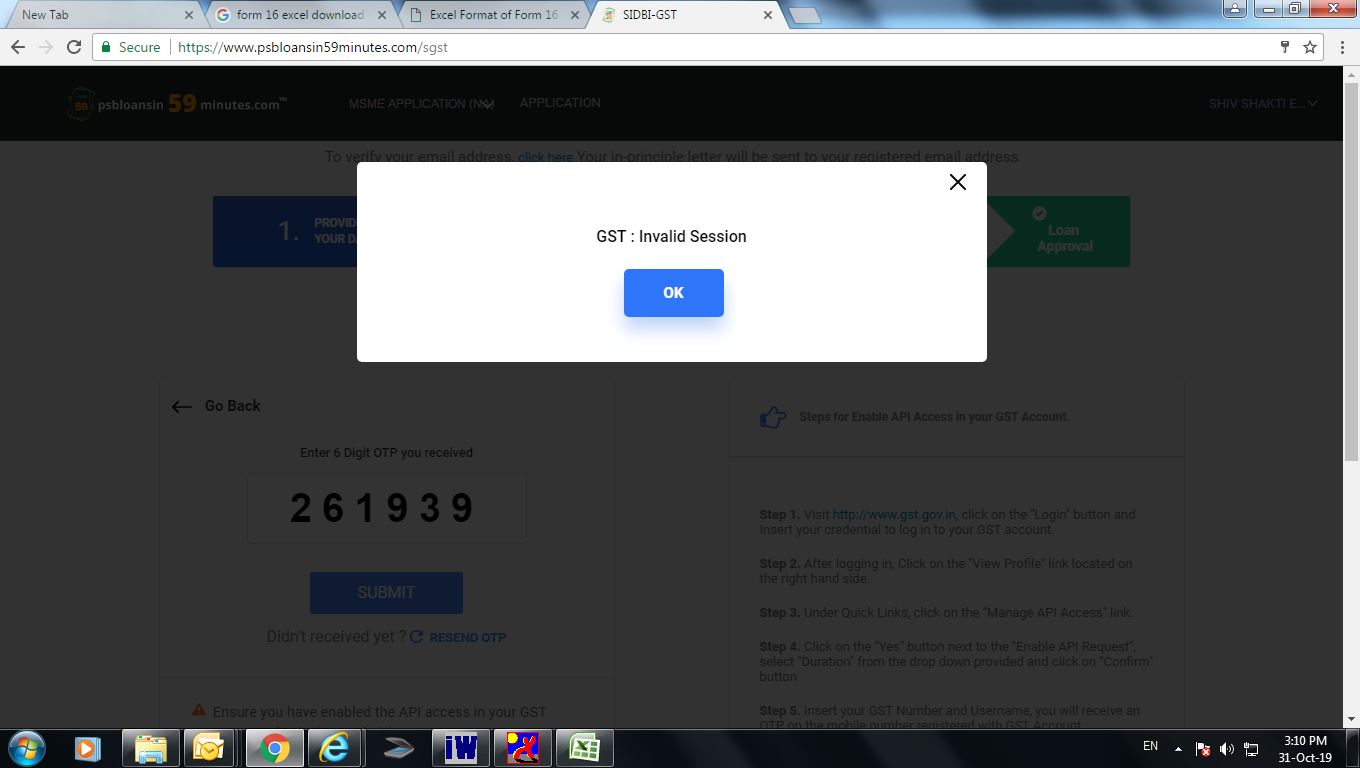 New Tab
form 16 excel download
Excel Format of Form 16
SIDBI-GST
Secure
https://www.psbloansin59minutes.com/sgst
59
psbloansin 59 minutes.com™
APPLICATION
SHIV SHAKTI E...
To verify your email address, click here Your in-principle letter will be sent to your registered email address
1.
PROVID
YOUR D
Loan
Approval
GST : Invalid Session
OK
Go Back
Enter 6 Digit OTP you received
261939
SUBMIT
Didn't received yet ? RESEND OTP
Ensure you have enabled the API access in your GST
Steps for Enable API Access in your GST Account.
Step 1. Visit http://www.gst.gov.in, click on the "Login" button and
Insert your credential to log in to your GST account.
Step 2. After logging in, Click on the "View Profile" link located on
the right hand side.
Step 3. Under Quick Links, click on the "Manage API Access" link.
Step 4. Click on the "Yes" button next to the "Enable API Request",
select "Duration" from the drop down provided and click on "Confirm"
button
Step 5. Insert your GST Number and Username, you will receive an
OTP on the mobile number registered with GST Account
iW
EN
3:10 PM
31-Oct-19